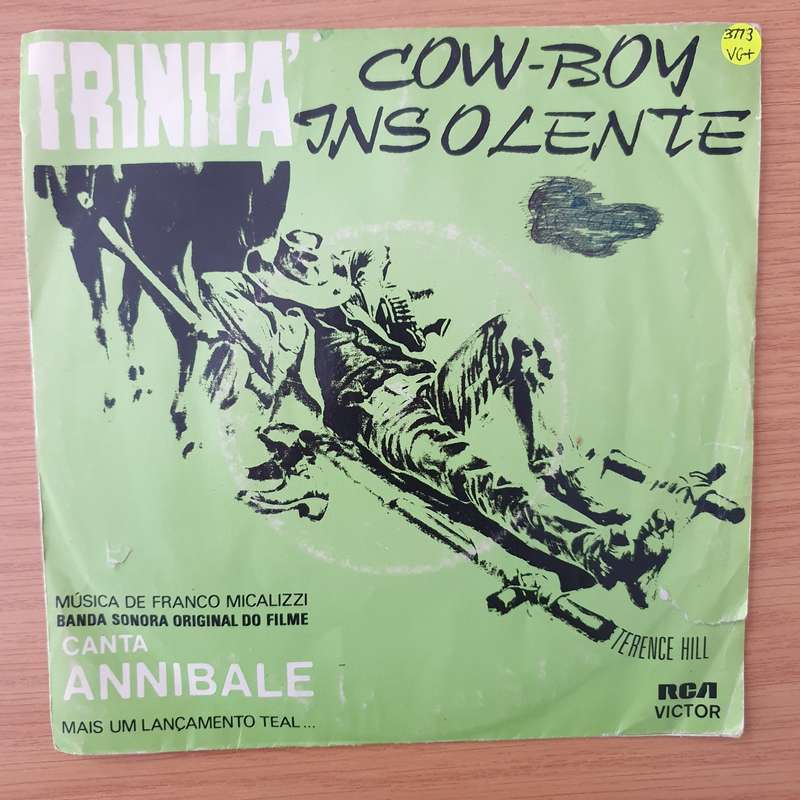 TRINITA'
COW-BOY
INSOLENTE
3773
VG+
MÚSICA DE FRANCO MICALIZZI
BANDA SONORA ORIGINAL DO FILME
CANTA
ANNIBALE
MAIS UM LANÇAMENTO TEAL...
TERENCE HILL
RCA
VICTOR